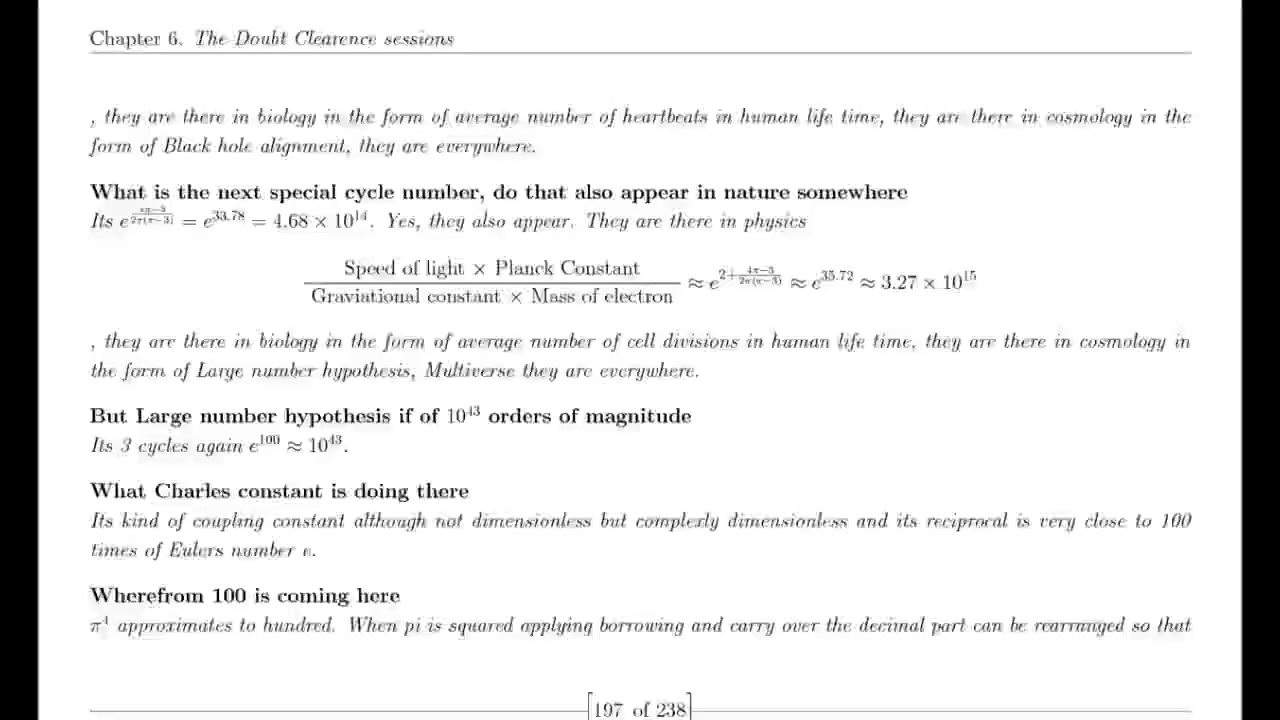 Chapter 6. The Doubt Clearence sessions
, they are there in biology in the form of average number of heartbeats in human life time, they are there in cosmology in the
form of Black hole alignment, they are everywhere.
What is the next special cycle number, do that also appear in nature somewhere
Its e^{2π(π−3)} = e^{33.78} = 4.68 × 10^{14}. Yes, they also appear. They are there in physics
Speed of light × Planck Constant
Graviational constant × Mass of electron ≈ e^{2+\frac{4π−3}{2π(π−3)}} ≈ e^{35.72} ≈ 3.27 × 10^{15}
, they are there in biology in the form of average number of cell divisions in human life time, they are there in cosmology in
the form of Large number hypothesis, Multiverse they are everywhere.
But Large number hypothesis if of 10^{43} orders of magnitude
Its 3 cycles again e^{100} ≈ 10^{43}.
What Charles constant is doing there
Its kind of coupling constant although not dimensionless but complexly dimensionless and its reciprocal is very close to 100
times of Eulers number e.
Wherefrom 100 is coming here
π^4 approximates to hundred. When pi is squared applying borrowing and carry over the decimal part can be rearranged so that
[197 of 238]